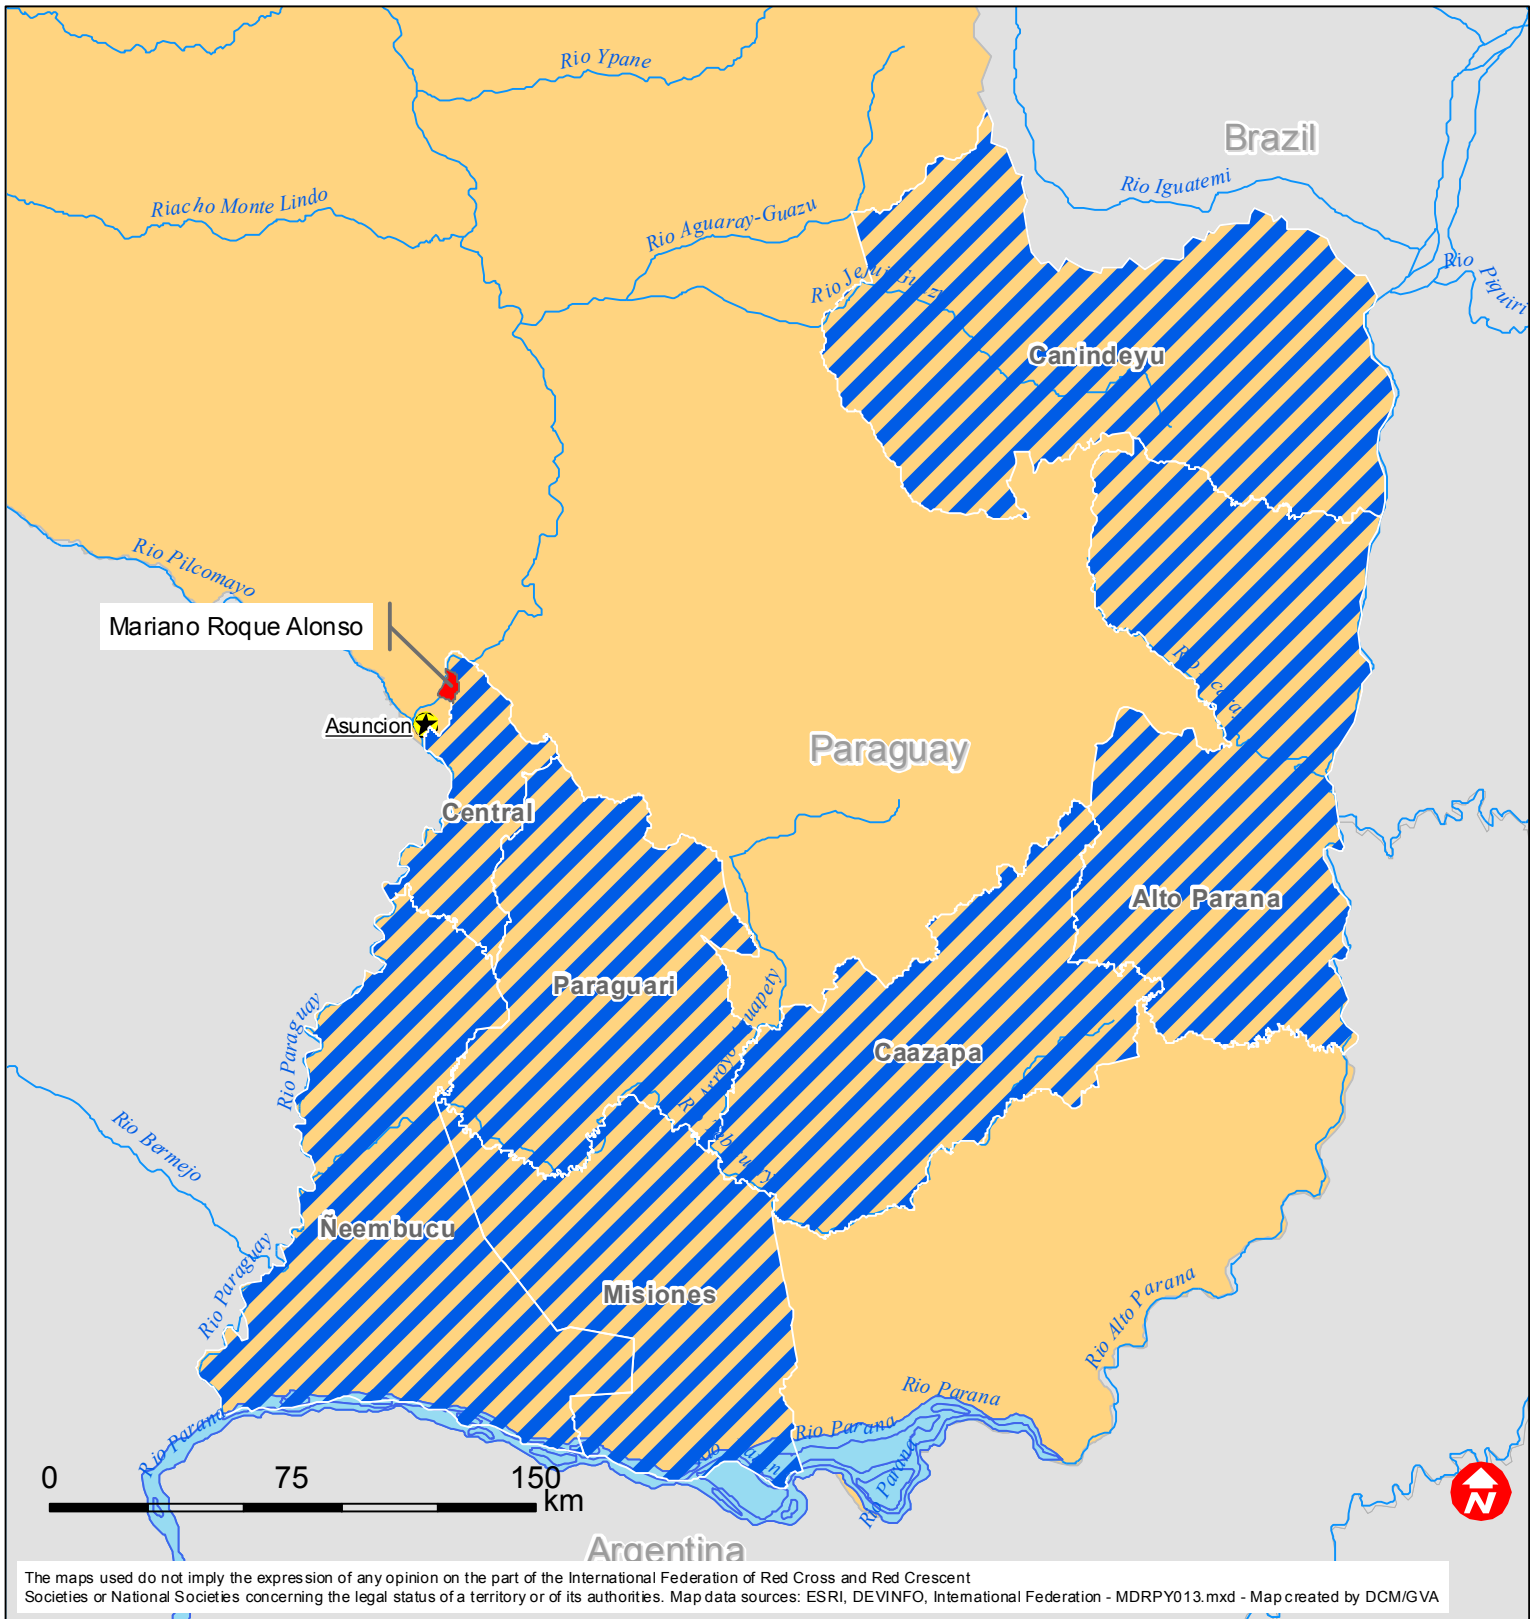 Rio Ypane
Brazil
Rio Iguatemi
Riacho Monte Lindo
Rio Aguaray-Guazu
Rio Piquiri
Rio Jejui Guazu
Canindeyu
Rio Pilcomayo
Mariano Roque Alonso
Asuncion
Paraguay
Central
Alto Parana
Paraguari
Rio Paraguay
Caazapa
Rio Bermejo
Ñeembucu
Rio Paraguay
Misiones
Rio Alto Parana
Rio Parana
Rio Parana
Rio Parana
Rio Parana
0 75 150
km
N
Argentina
The maps used do not imply the expression of any opinion on the part of the International Federation of Red Cross and Red Crescent
Societies or National Societies concerning the legal status of a territory or of its authorities. Map data sources: ESRI, DEVINFO, International Federation - MDRPY013.mxd - Map created by DCM/GVA